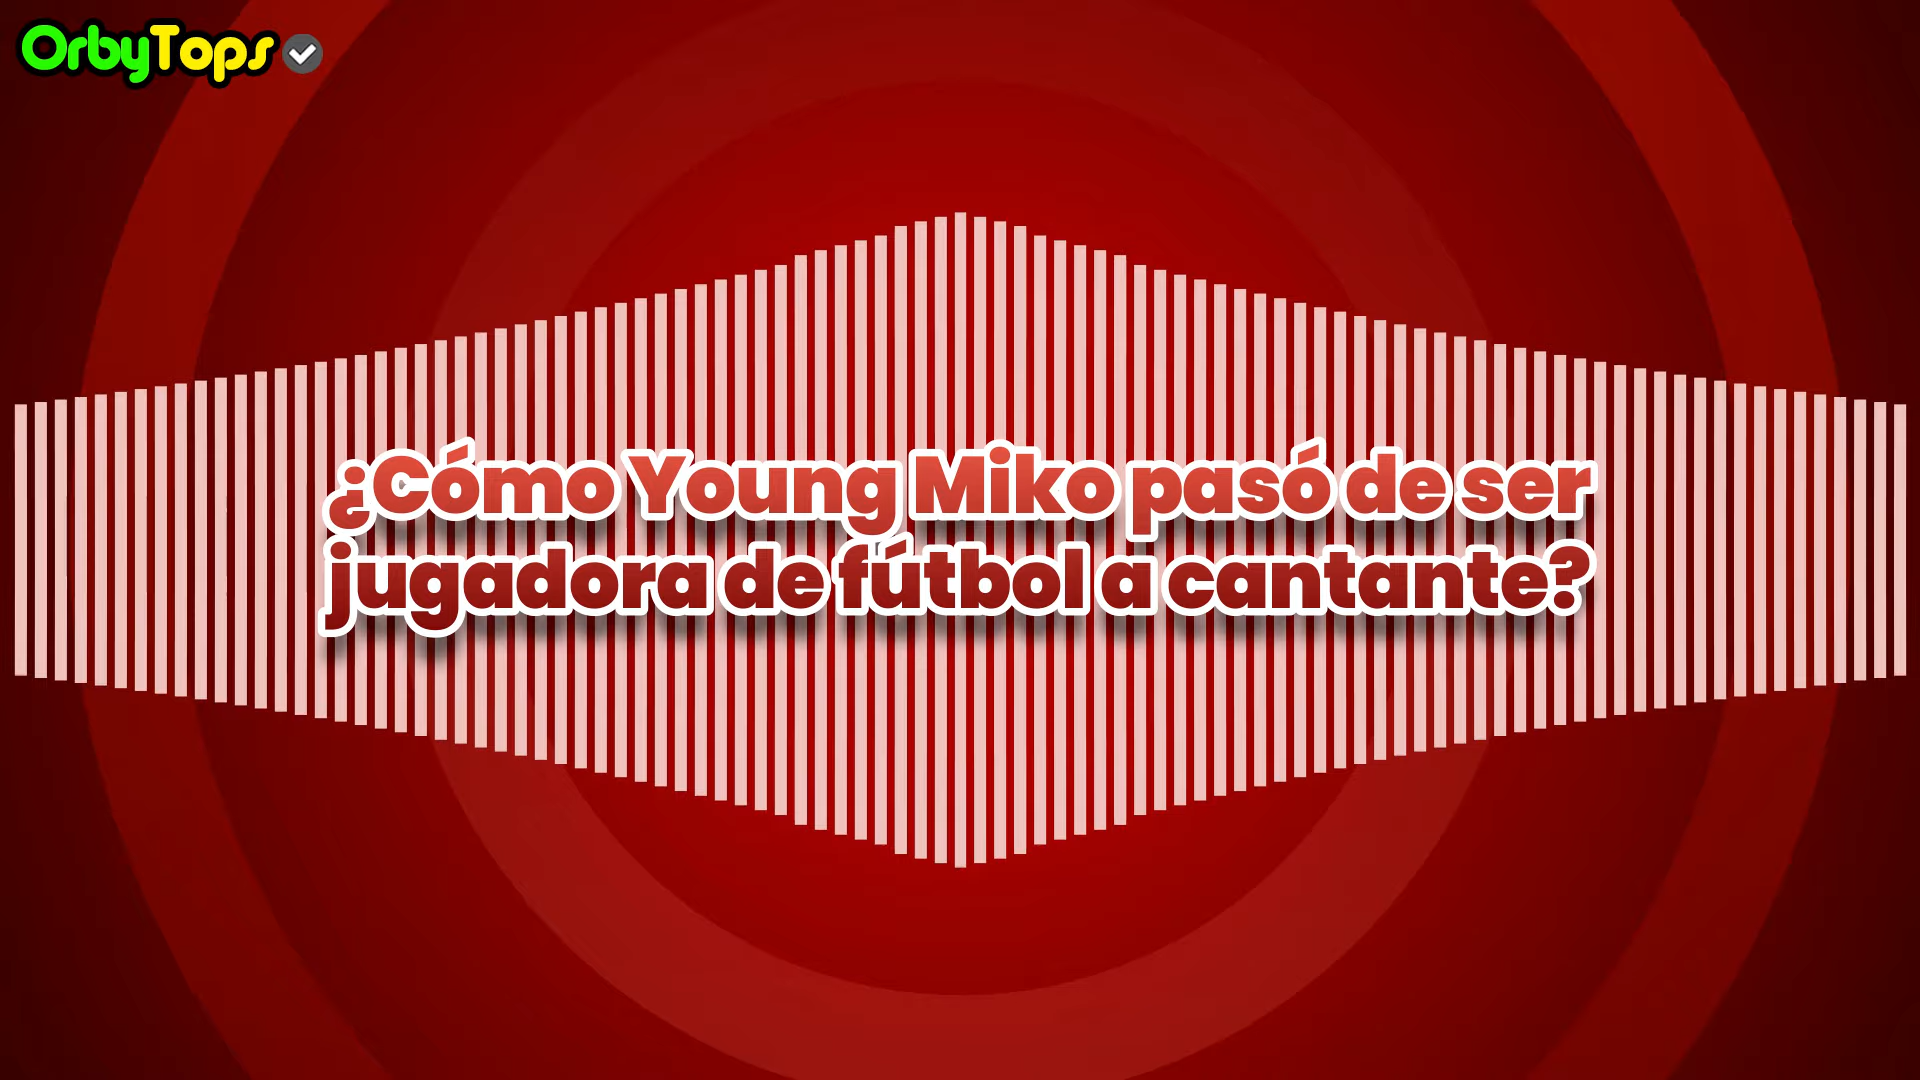 OrbyTops
¿Cómo Young Miko pasó de ser
jugadora de fútbol a cantante?